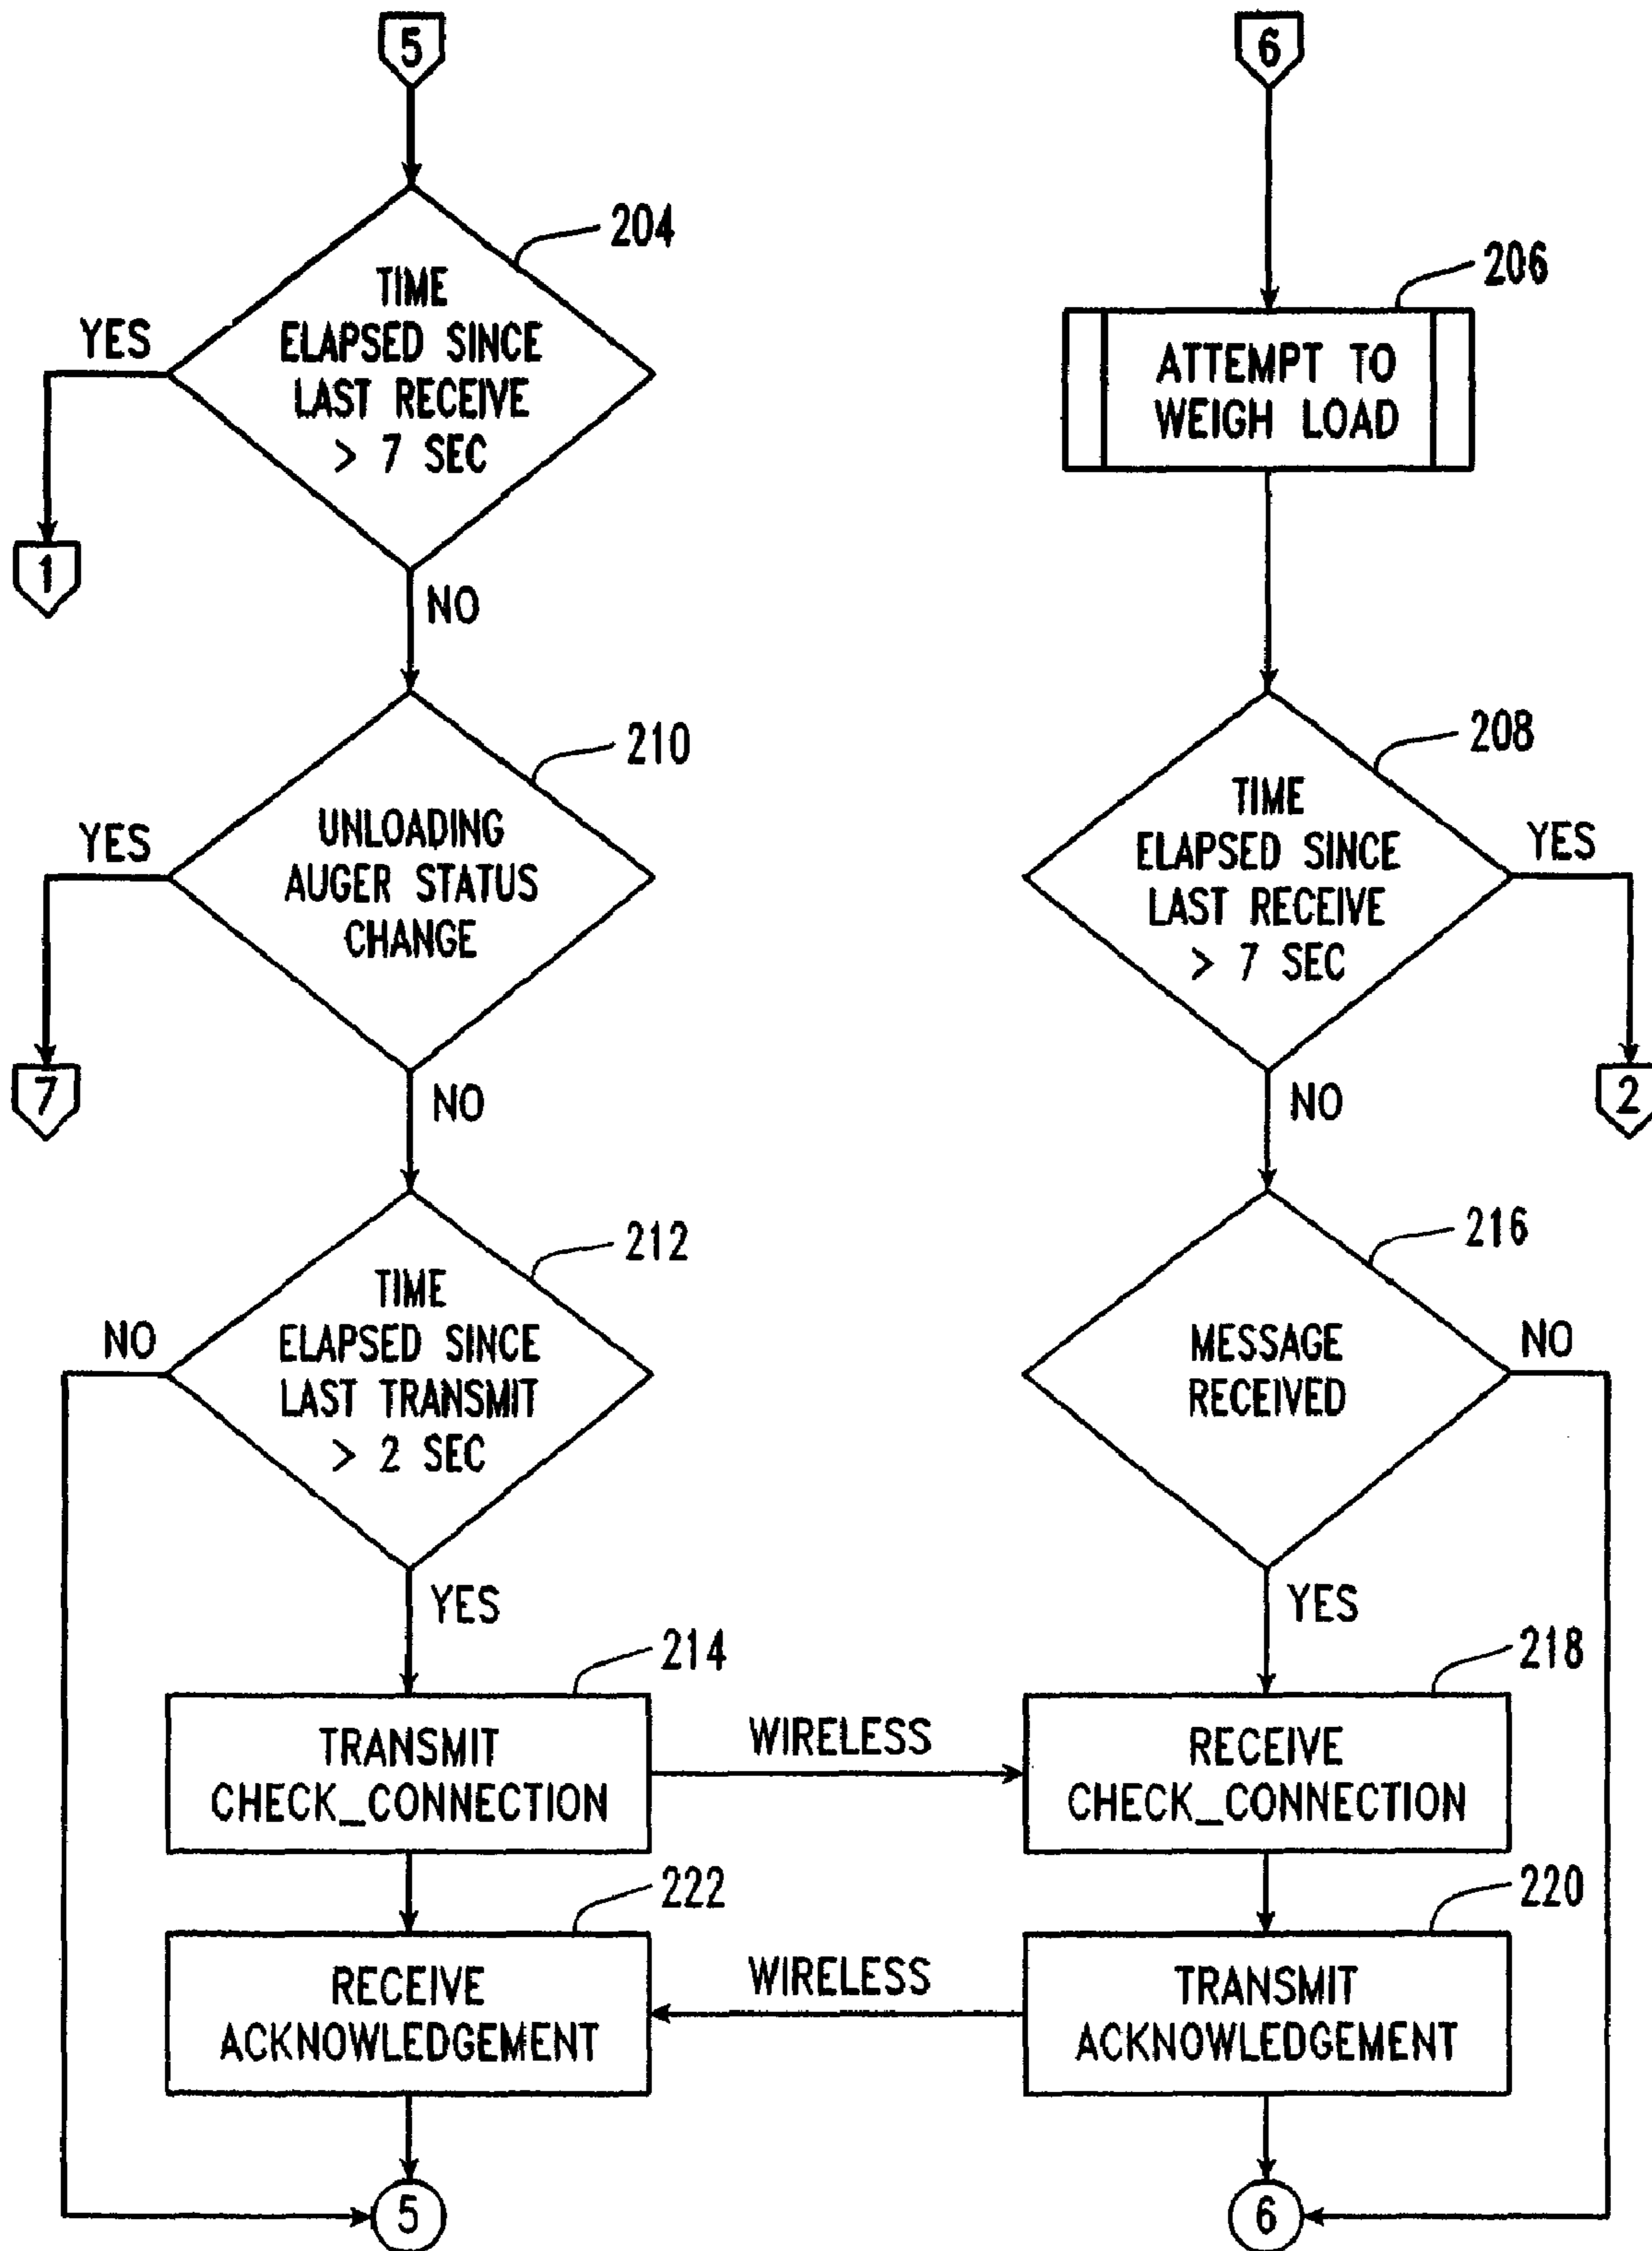 5
6
204
TIME
ELAPSED SINCE
LAST RECEIVE
> 7 SEC
YES
1
NO
206
ATTEMPT TO
WEIGH LOAD
210
UNLOADING
AUGER STATUS
CHANGE
YES
7
NO
208
TIME
ELAPSED SINCE
LAST RECEIVE
> 7 SEC
YES
2
NO
212
TIME
ELAPSED SINCE
LAST TRANSMIT
> 2 SEC
NO
YES
216
MESSAGE
RECEIVED
NO
YES
214
TRANSMIT
CHECK_CONNECTION
WIRELESS
218
RECEIVE
CHECK_CONNECTION
222
RECEIVE
ACKNOWLEDGEMENT
WIRELESS
220
TRANSMIT
ACKNOWLEDGEMENT
5
6